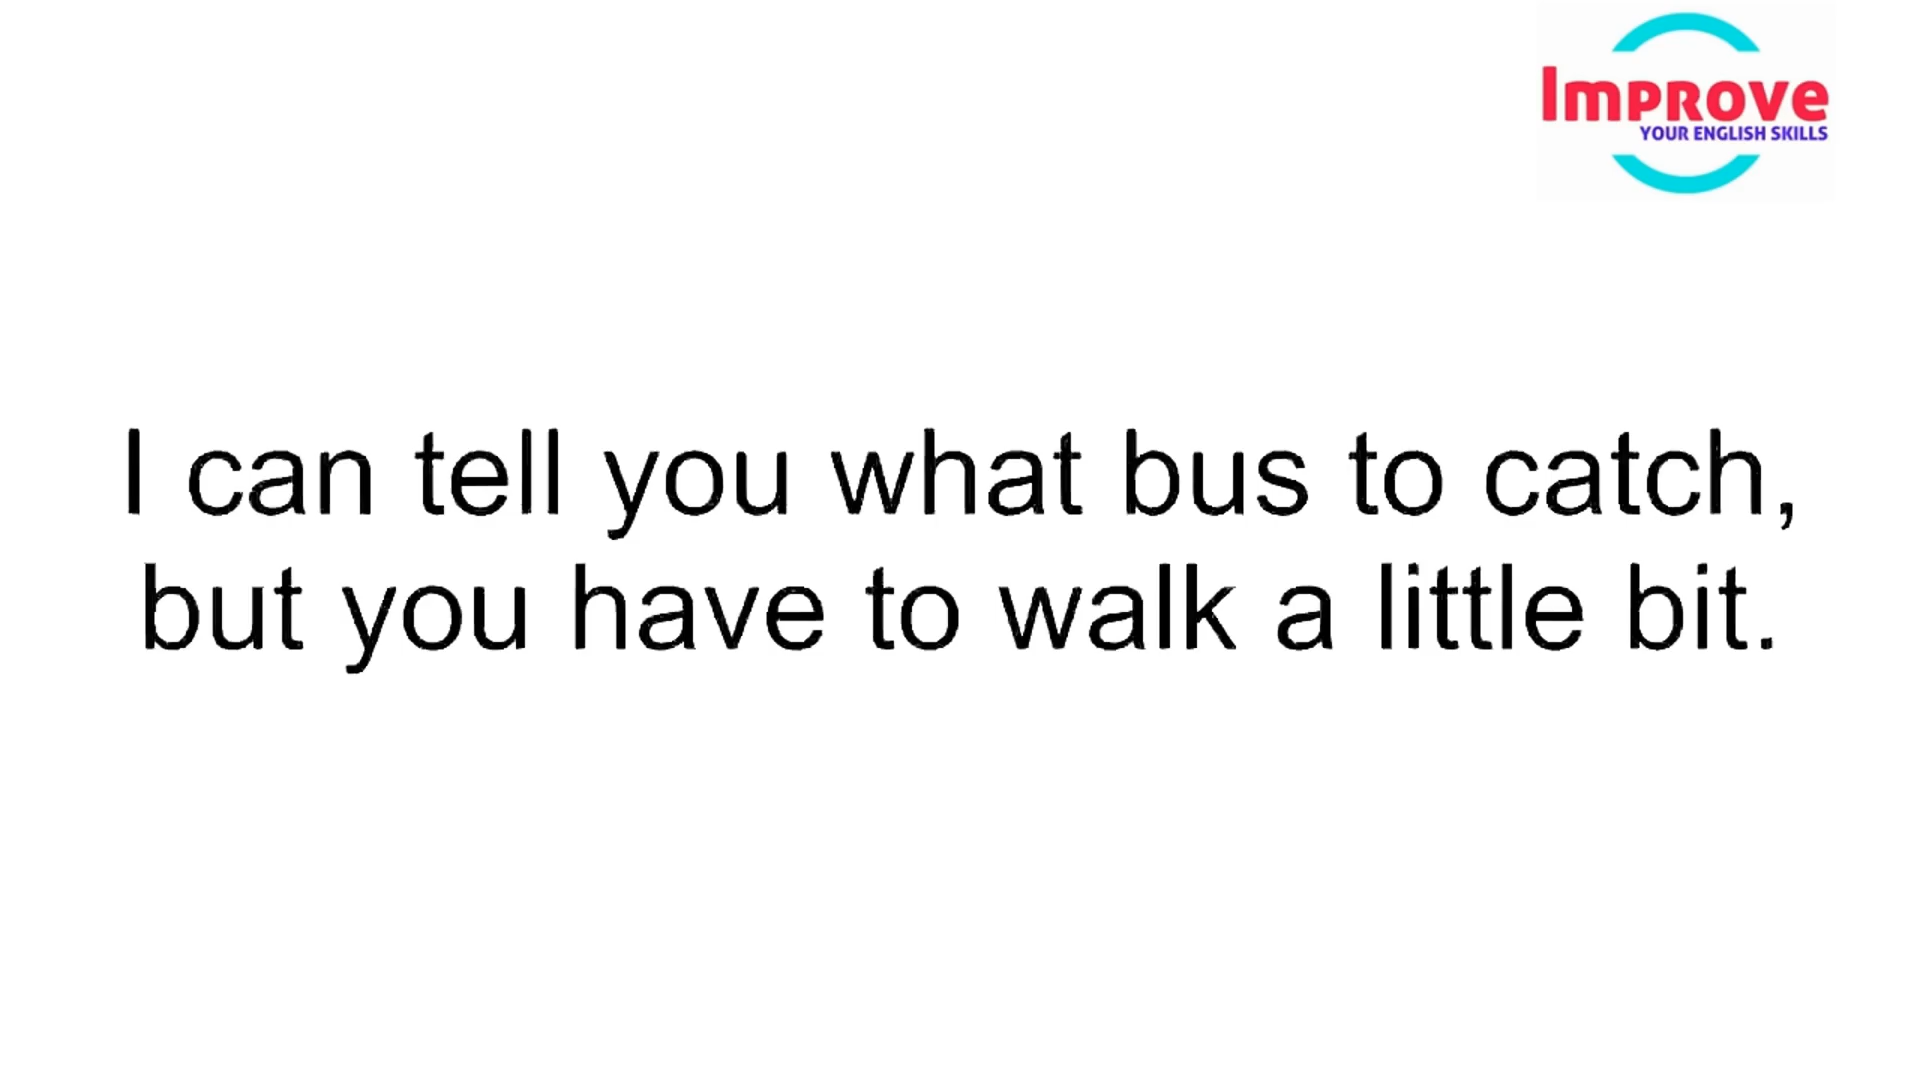 Improve
YOUR ENGLISH SKILLS
I can tell you what bus to catch,
but you have to walk a little bit.